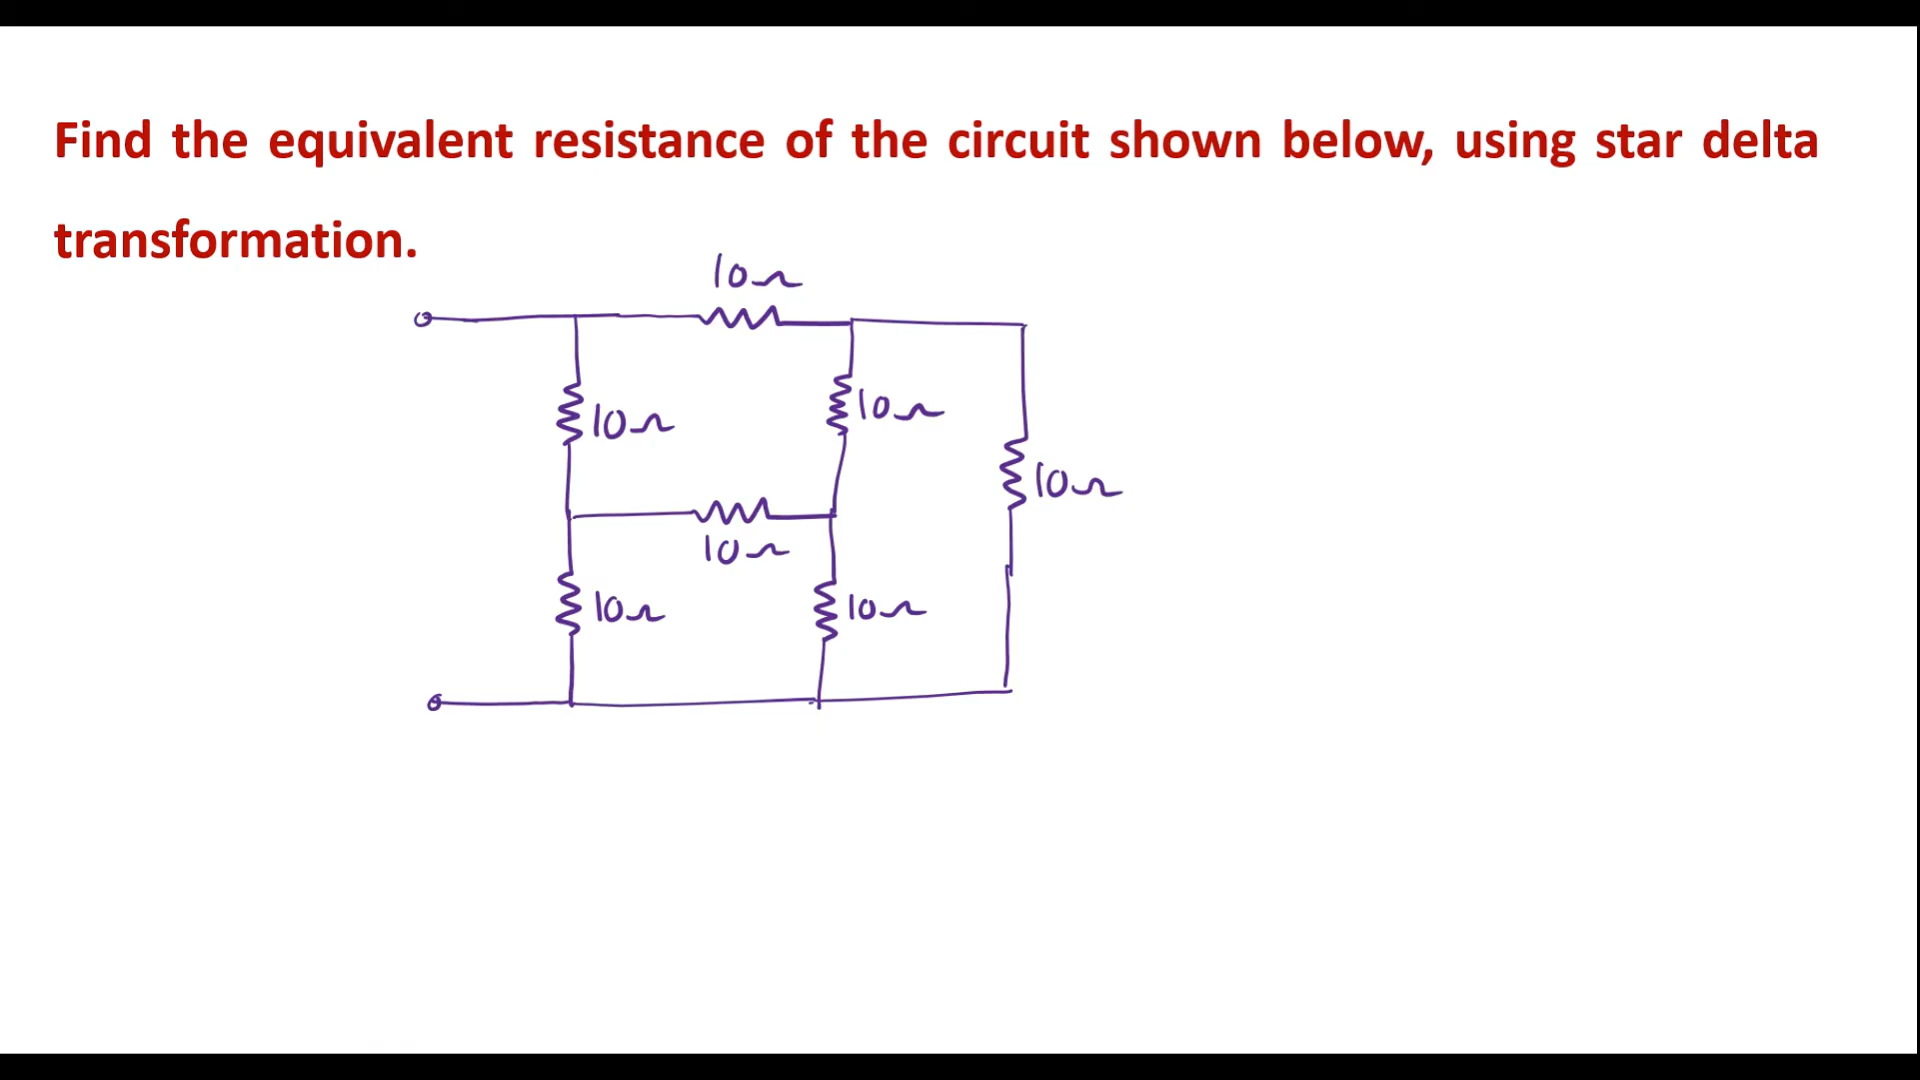 Find the equivalent resistance of the circuit shown below, using star delta
transformation.
10Ω
10Ω
10Ω
10Ω
10Ω
10Ω
10Ω